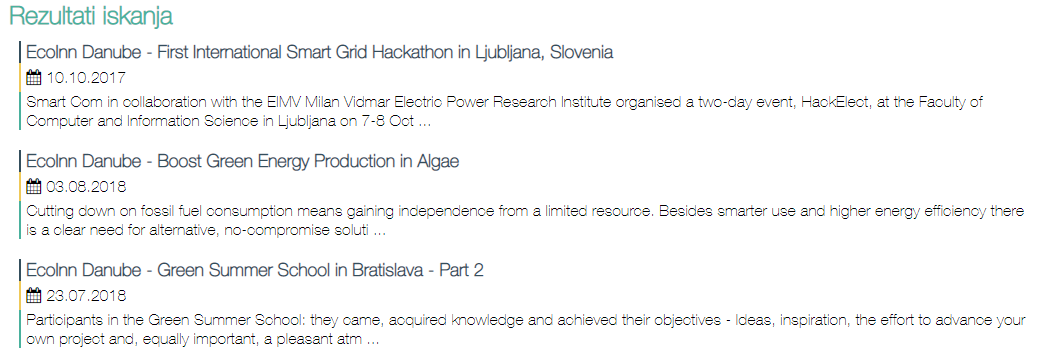 Rezultati iskanja
EcoInn Danube - First International Smart Grid Hackathon in Ljubljana, Slovenia
10.10.2017
Smart Com in collaboration with the EIMV Milan Vidmar Electric Power Research Institute organised a two-day event, HackElect, at the Faculty of
Computer and Information Science in Ljubljana on 7-8 Oct ...
EcoInn Danube - Boost Green Energy Production in Algae
03.08.2018
Cutting down on fossil fuel consumption means gaining independence from a limited resource. Besides smarter use and higher energy efficiency there
is a clear need for alternative, no-compromise soluti ...
EcoInn Danube - Green Summer School in Bratislava - Part 2
23.07.2018
Participants in the Green Summer School: they came, acquired knowledge and achieved their objectives - Ideas, inspiration, the effort to advance your
own project and, equally important, a pleasant atm ...